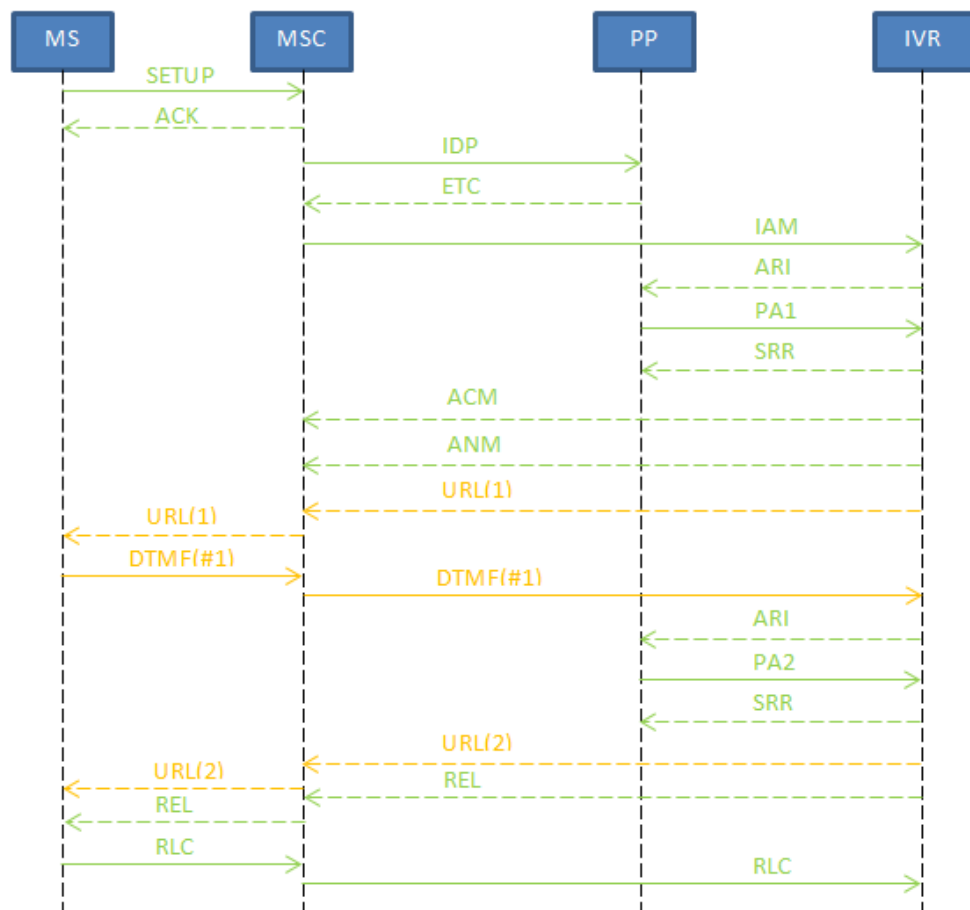 MS
MSC
PP
IVR
SETUP
ACK
IDP
ETC
IAM
ARI
PA1
SRR
ACM
ANM
URL(1)
URL(1)
DTMF(#1)
DTMF(#1)
ARI
PA2
SRR
URL(2)
URL(2)
REL
REL
RLC
RLC